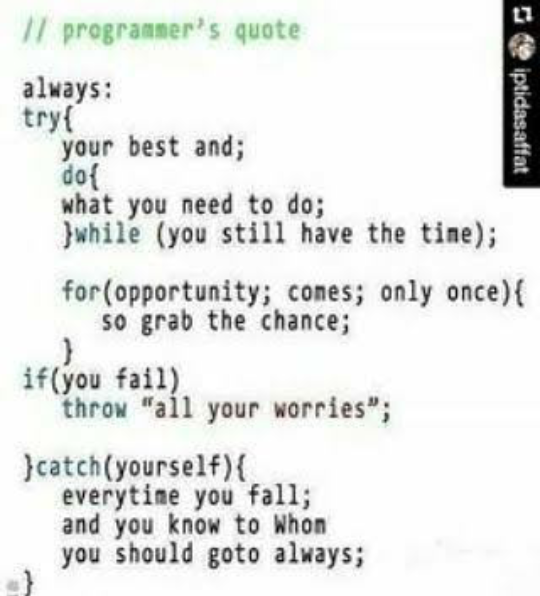 // programmer's quote
always:
try{
your best and;
do{
what you need to do;
}while (you still have the time);
for(opportunity; comes; only once){
so grab the chance;
}
if(you fail)
throw "all your worries";
}catch(yourself){
everytime you fall;
and you know to Whom
you should goto always;
}
iptidasaffat